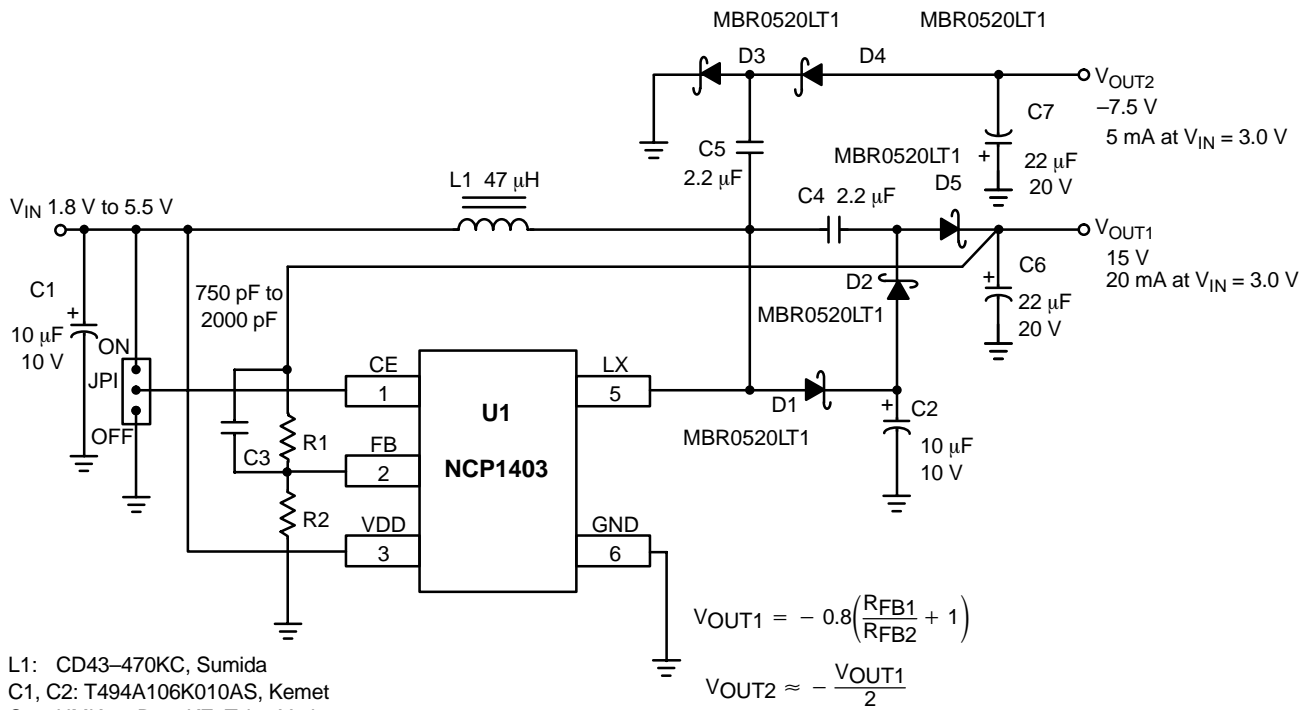 MBR0520LT1 MBR0520LT1
D3 D4
VOUT2
–7.5 V
5 mA at VIN = 3.0 V
C7
22 μF
20 V
+
C5
2.2 μF
MBR0520LT1
D5
L1 47 μH
C4 2.2 μF
VIN 1.8 V to 5.5 V
VOUT1
15 V
20 mA at VIN = 3.0 V
C6
+
22 μF
20 V
C1
+
10 μF
10 V
750 pF to
2000 pF
D2
MBR0520LT1
ON
JPI
OFF
CE
1
LX
5
U1
NCP1403
D1
MBR0520LT1
+
C2
10 μF
10 V
C3
R1
FB
2
R2
VDD
3
GND
6
VOUT1 = − 0.8(RFB1/RFB2 + 1)
VOUT2 ≈ − VOUT1/2
L1: CD43–470KC, Sumida
C1, C2: T494A106K010AS, Kemet